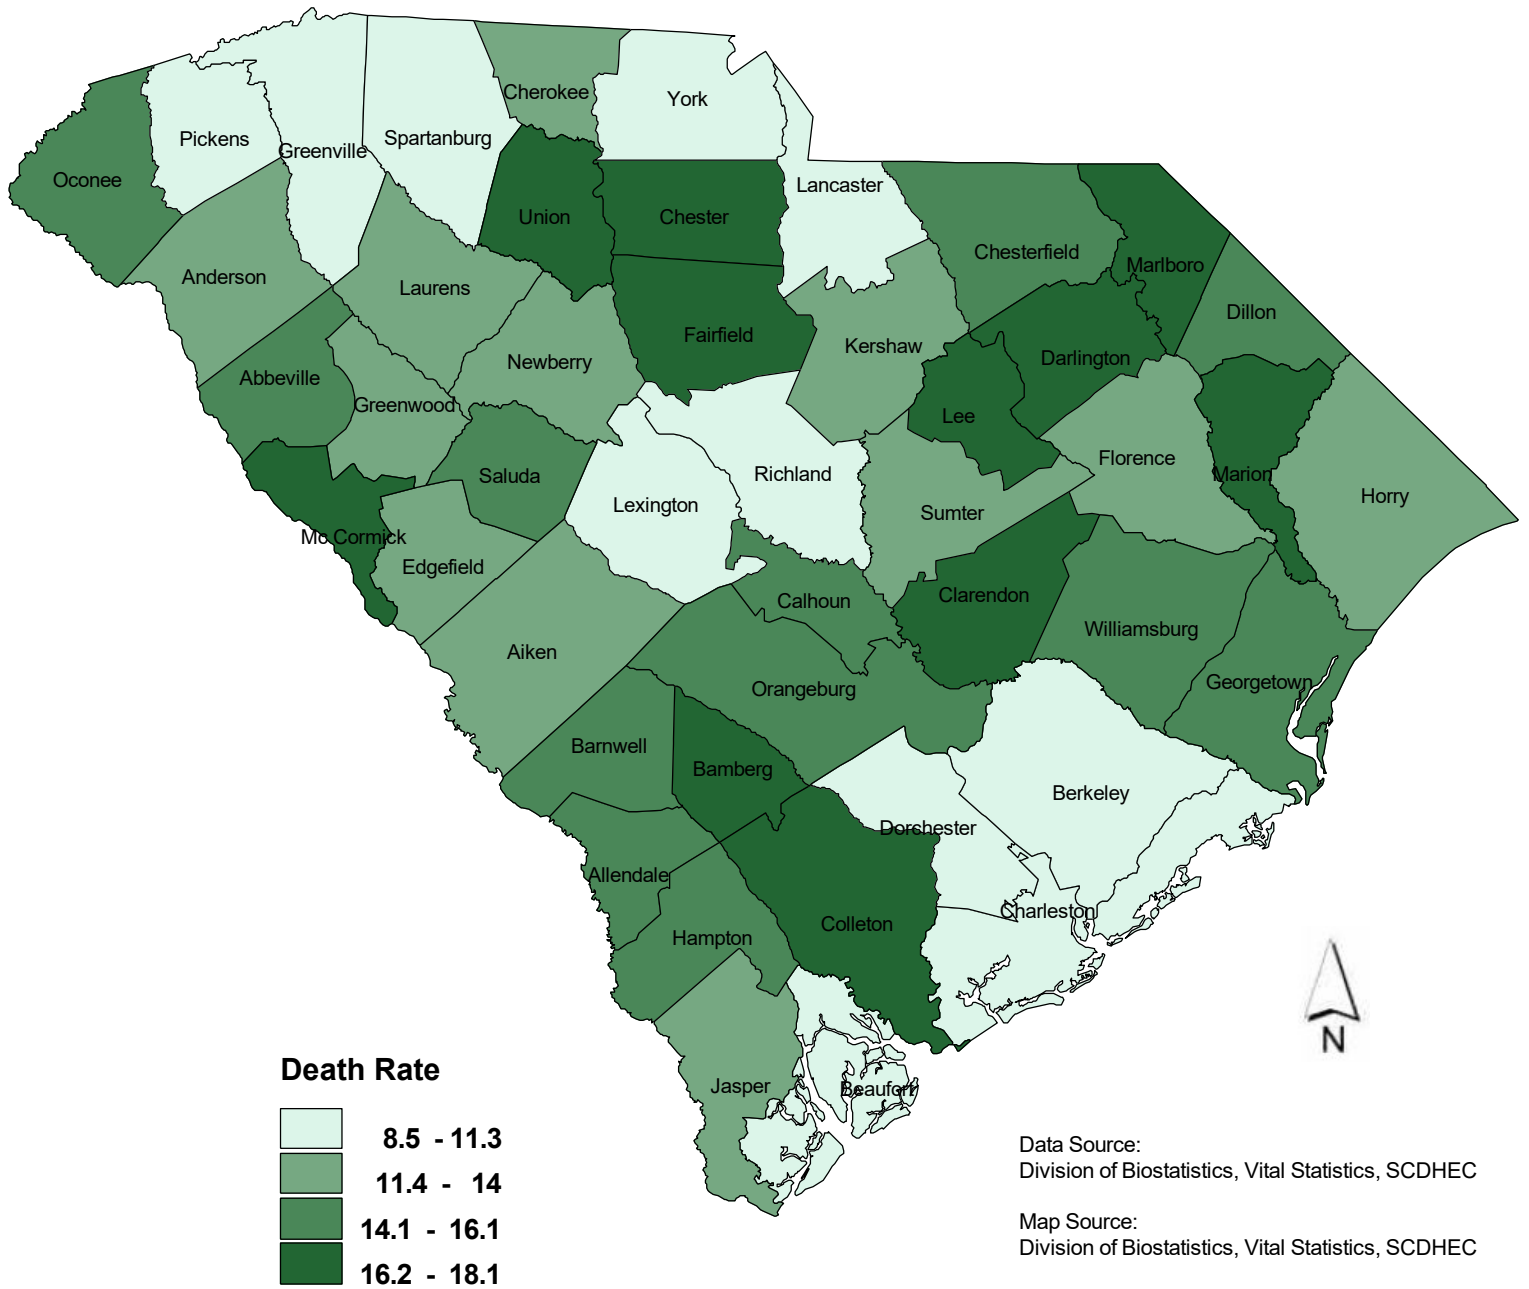 Cherokee
York
Pickens
Greenville
Spartanburg
Oconee
Lancaster
Union
Chester
Chesterfield
Marlboro
Anderson
Laurens
Dillon
Fairfield
Kershaw
Darlington
Newberry
Abbeville
Greenwood
Lee
Florence
Marion
Saluda
Richland
Horry
Lexington
Sumter
Mc Cormick
Edgefield
Clarendon
Calhoun
Williamsburg
Aiken
Orangeburg
Georgetown
Barnwell
Bamberg
Berkeley
Dorchester
Allendale
Charleston
Colleton
Hampton
N
Death Rate
Jasper
Beaufort
8.5 - 11.3
11.4 - 14
14.1 - 16.1
16.2 - 18.1
Data Source:
Division of Biostatistics, Vital Statistics, SCDHEC
Map Source:
Division of Biostatistics, Vital Statistics, SCDHEC